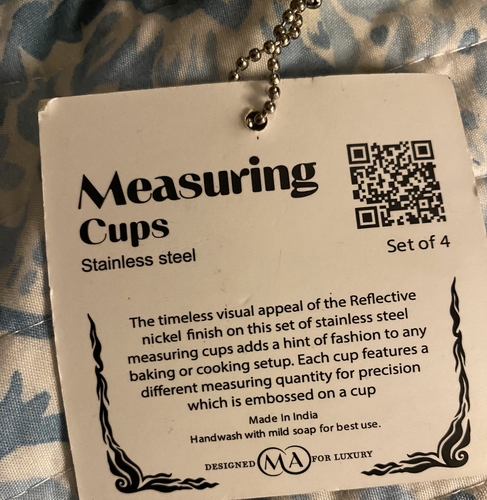 Measuring
Cups
Stainless steel
Set of 4
The timeless visual appeal of the Reflective
nickel finish on this set of stainless steel
measuring cups adds a hint of fashion to any
baking or cooking setup. Each cup features a
different measuring quantity for precision
which is embossed on a cup
Made In India
Handwash with mild soap for best use.
DESIGNED MA FOR LUXURY